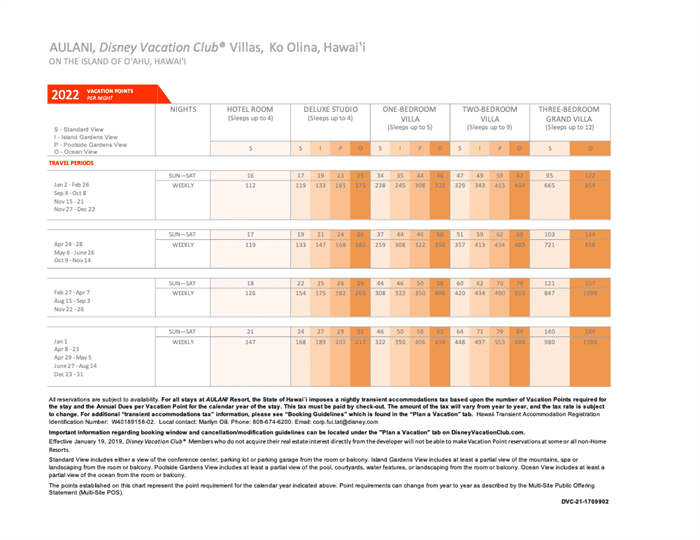 AULANI, Disney Vacation Club® Villas, Ko Olina, Hawai‘i
ON THE ISLAND OF O‘AHU, HAWAI‘I
2022 VACATION POINTS
PER NIGHT
NIGHTS HOTEL ROOM DELUXE STUDIO ONE-BEDROOM TWO-BEDROOM THREE-BEDROOM
(Sleeps up to 4) (Sleeps up to 4) VILLA VILLA GRAND VILLA
(Sleeps up to 5) (Sleeps up to 9) (Sleeps up to 12)
S - Standard View
I - Island Gardens View
P - Poolside Gardens View
O - Ocean View
S S I P O S I P O S I P O S O
TRAVEL PERIODS
SUN—SAT 16 17 19 23 25 34 35 44 46 47 49 59 62 95 122
Jan 2 - Feb 26 WEEKLY 112 119 133 161 175 238 245 308 322 329 343 413 434 665 854
Sep 4 - Oct 8
Nov 15 - 21
Nov 27 - Dec 22
SUN—SAT 17 19 21 24 26 37 44 46 50 51 59 62 69 103 134
Apr 24 - 28 WEEKLY 119 133 147 168 182 259 308 322 350 357 413 434 483 721 938
May 6 - June 26
Oct 9 - Nov 14
SUN—SAT 18 22 25 26 29 44 46 50 58 60 62 70 79 121 157
Feb 27 - Apr 7 WEEKLY 126 154 175 182 203 308 322 350 406 420 434 490 553 847 1099
Aug 15 - Sep 3
Nov 22 - 26
SUN—SAT 21 24 27 29 31 46 50 58 62 64 71 79 140 184
Jan 1 WEEKLY 147 168 189 203 217 322 350 406 434 448 497 553 980 1288
Apr 8 - 23
Apr 29 - May 5
June 27 - Aug 14
Dec 23 - 31
All reservations are subject to availability. For all stays at AULANI Resort, the State of Hawai‘i imposes a nightly transient accommodations tax based upon the number of Vacation Points required for
the stay and the Annual Dues per Vacation Point for the calendar year of the stay. This tax must be paid by check-out. The amount of the tax will vary from year to year, and the tax rate is subject
to change. For additional “transient accommodations tax” information, please see “Booking Guidelines” which is found in the “Plan a Vacation” tab. Hawaii Transient Accommodation Registration
Identification Number: W40189158-02. Local contact: Marilyn Oili. Phone: 808-674-6200. Email: corp.ful.tat@disney.com
Important information regarding booking window and cancellation/modification guidelines can be located under the "Plan a Vacation" tab on DisneyVacationClub.com.
Effective January 19, 2019, Disney Vacation Club® Members who do not acquire their real estate interest directly from the developer will not be able to make Vacation Point reservations at some or all non-Home
Resorts.
Standard View includes either a view of the conference center, parking lot or parking garage from the room or balcony. Island Gardens View includes at least a partial view of the mountains, spa or
landscaping from the room or balcony. Poolside Gardens View includes at least a partial view of the pool, courtyards, water features, or landscaping from the room or balcony. Ocean View includes at least a
partial view of the ocean from the room or balcony.
The points established on this chart represent the point requirement for the calendar year indicated above. Point requirements can change from year to year as described by the Multi-Site Public Offering
Statement (Multi-Site POS).
DVC-21-1709902